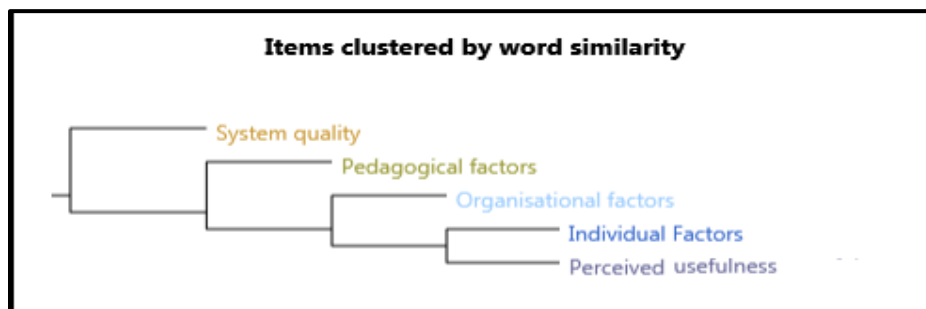 Items clustered by word similarity
System quality
Pedagogical factors
Organisational factors
Individual Factors
Perceived usefulness